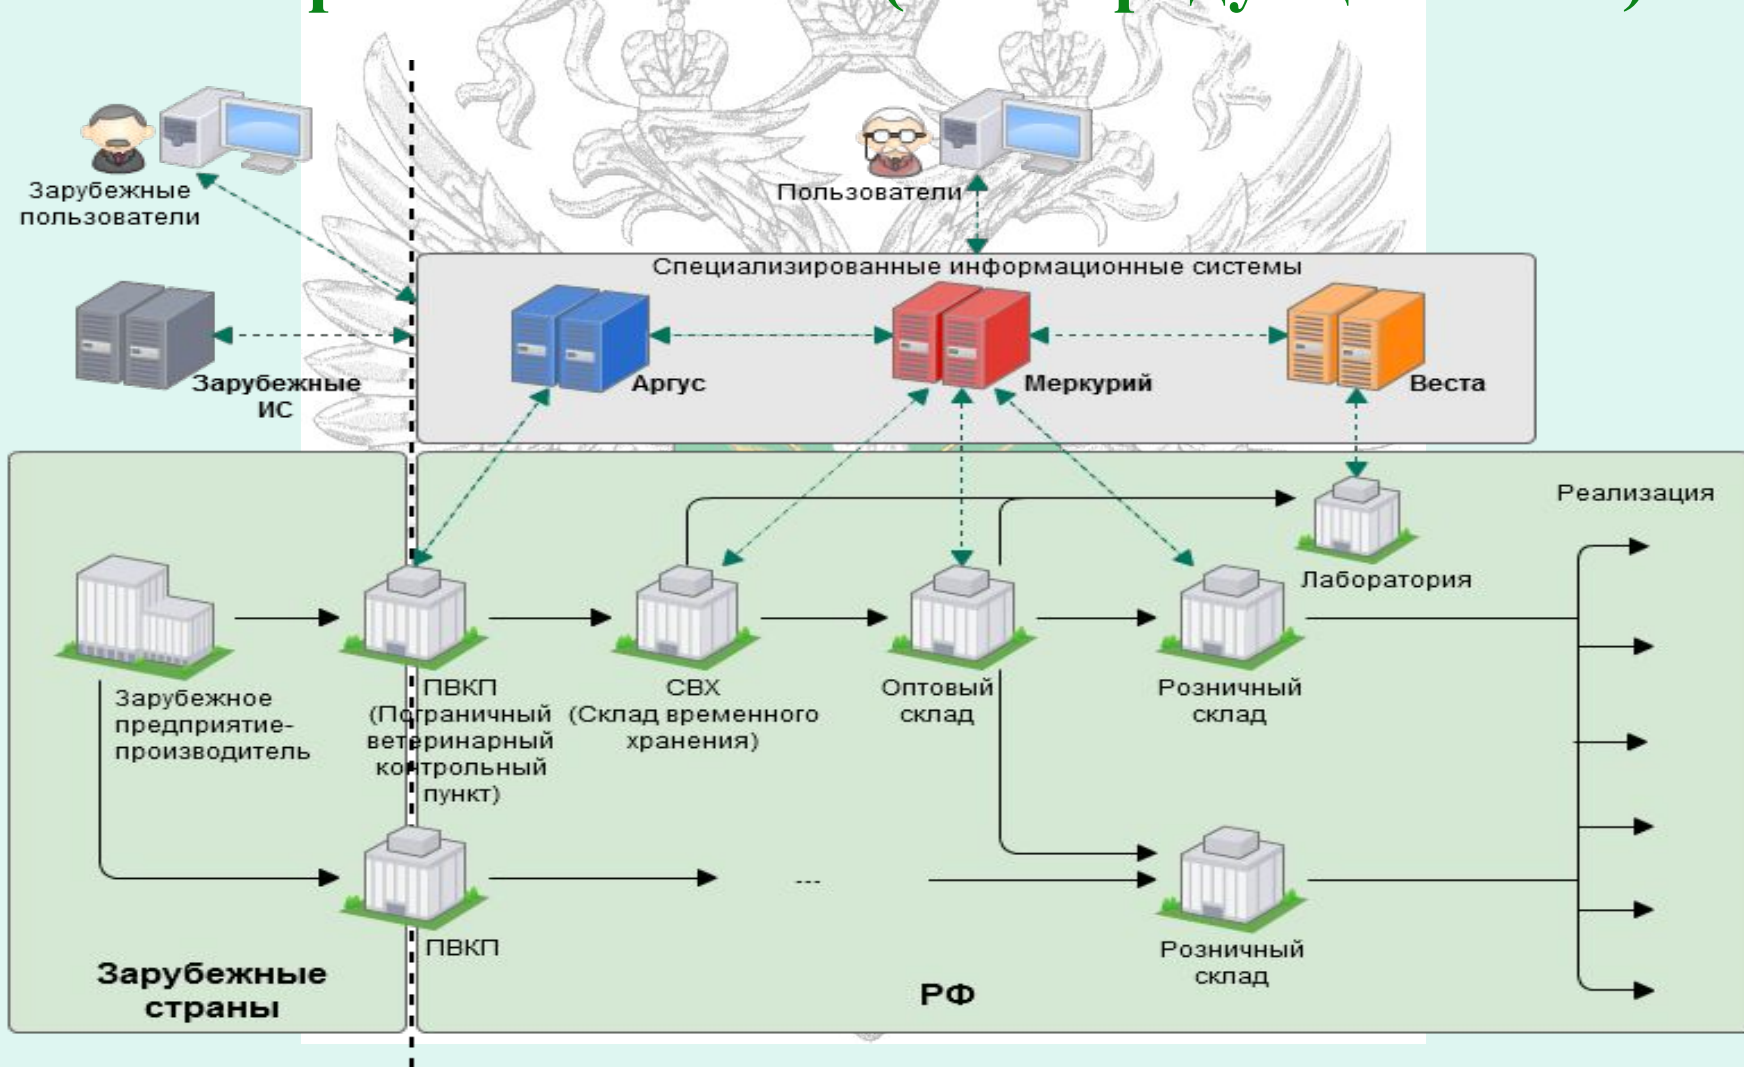 Зарубежные
пользователи
Пользователи
Специализированные информационные системы
Зарубежные
ИС
Аргус
Меркурий
Веста
Реализация
Лаборатория
Зарубежное
предприятие-
производитель
ПВКП
(Пограничный
ветеринарный
контрольный
пункт)
СВХ
(Склад временного
хранения)
Оптовый
склад
Розничный
склад
...
ПВКП
Розничный
склад
Зарубежные
страны
РФ